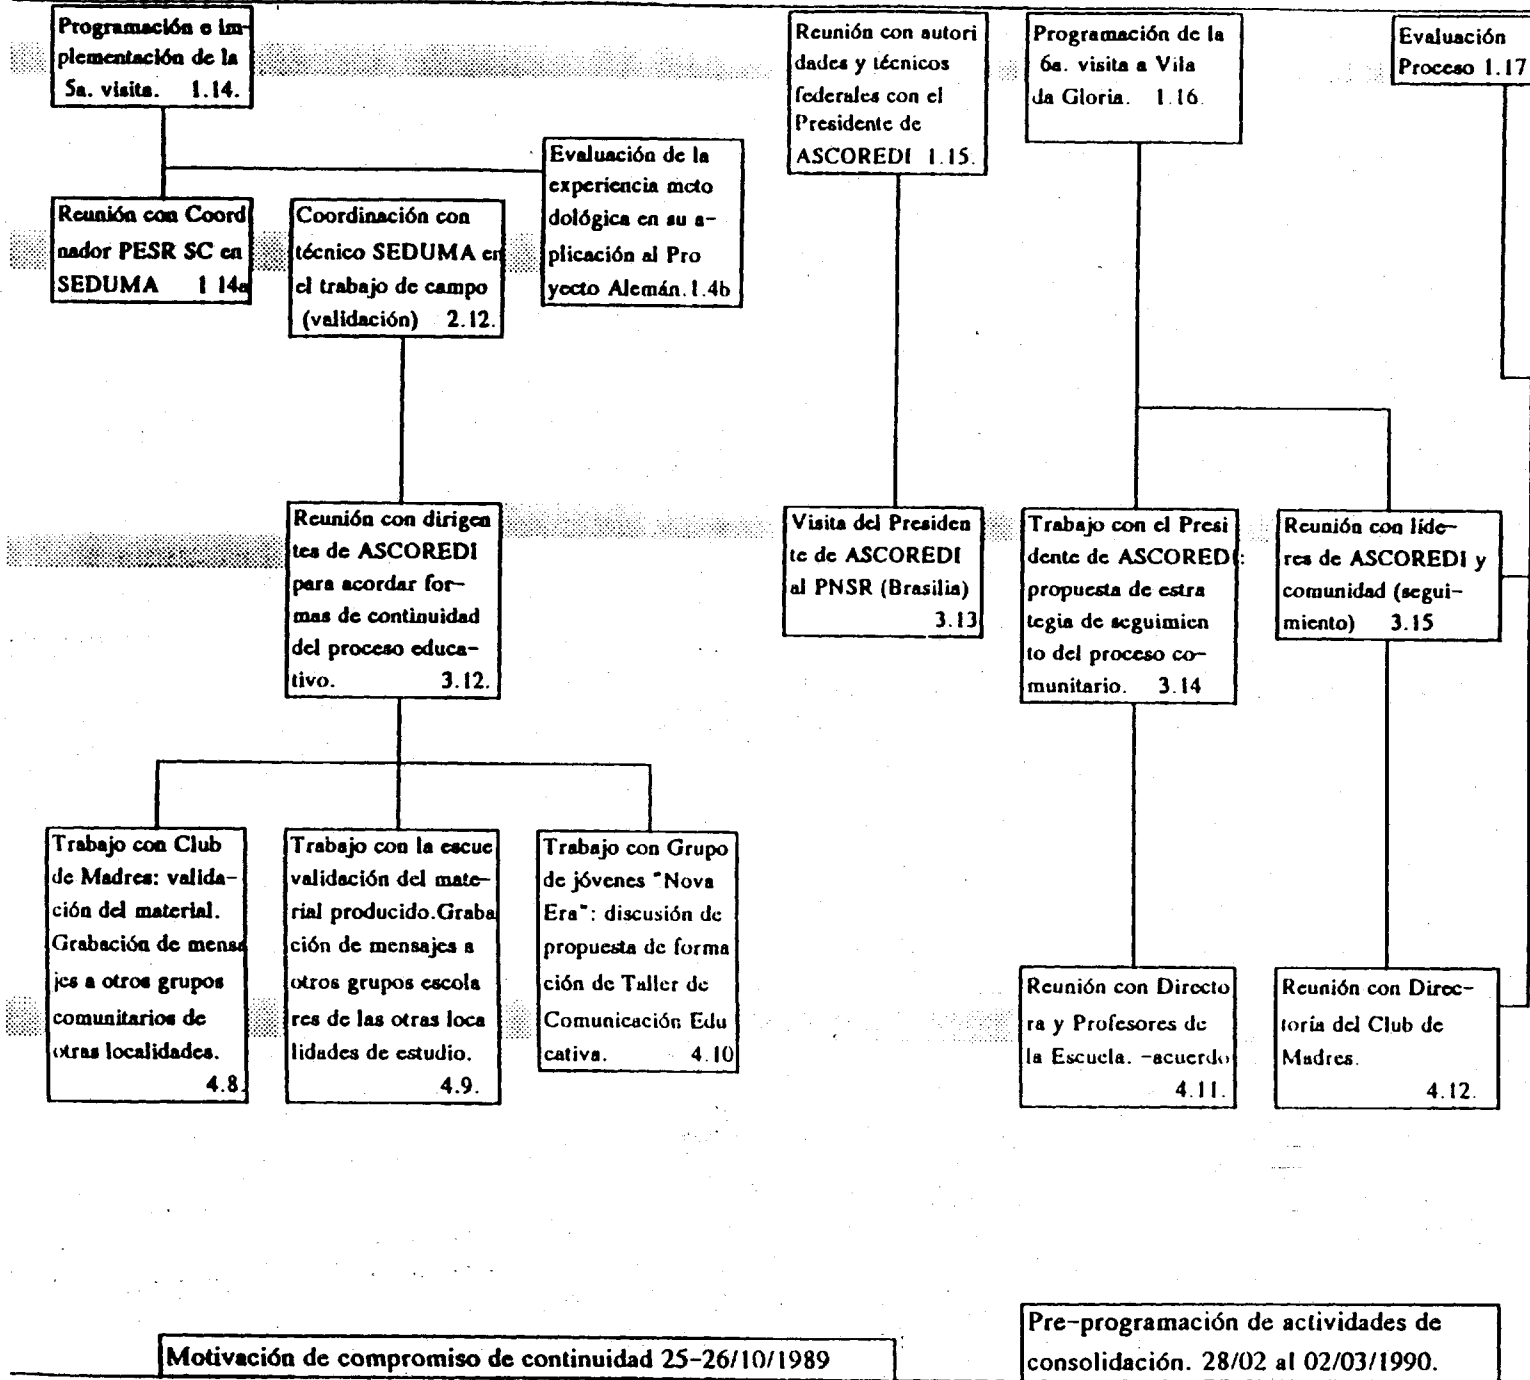 Programación e im-
plementación de la
5a. visita. 1.14.
Reunión con autori
dades y técnicos
federales con el
Presidente de
ASCOREDI 1.15.
Programación de la
6a. visita a Vila
da Gloria. 1.16.
Evaluación
Proceso 1.17
Reunión con Coord
nador PESR SC en
SEDUMA 1 14a
Coordinación con
técnico SEDUMA en
el trabajo de campo
(validación) 2.12.
Evaluación de la
experiencia meto
dológica en su a-
plicación al Pro
yecto Alemán.1.4b
Reunión con dirigen
tes de ASCOREDI
para acordar for-
mas de continuidad
del proceso educa-
tivo. 3.12.
Visita del Presiden
te de ASCOREDI
al PNSR (Brasilia)
3.13
Trabajo con el Presi
dente de ASCOREDI:
propuesta de estra
tegia de seguimien
to del proceso co-
munitario. 3.14
Reunión con líde-
res de ASCOREDI y
comunidad (segui-
miento) 3.15
Trabajo con Club
de Madres: valida-
ción del material.
Grabación de mensa
jes a otros grupos
comunitarios de
otras localidades.
4.8.
Trabajo con la escue
validación del mate-
rial producido.Graba
ción de mensajes a
otros grupos escola
res de las otras loca
lidades de estudio.
4.9.
Trabajo con Grupo
de jóvenes "Nova
Era": discusión de
propuesta de forma
ción de Taller de
Comunicación Edu
cativa. 4.10
Reunión con Directo
ra y Profesores de
la Escuela. -acuerdo
4.11.
Reunión con Direc-
toria del Club de
Madres.
4.12.
Motivación de compromiso de continuidad 25-26/10/1989
Pre-programación de actividades de
consolidación. 28/02 al 02/03/1990.